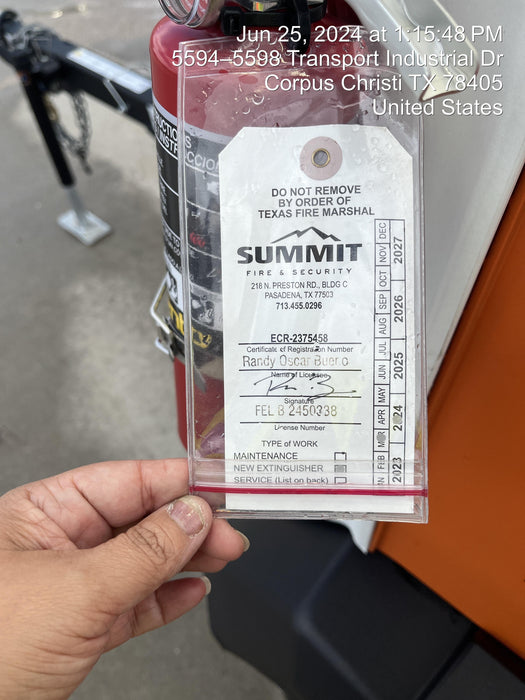 Jun 25, 2024 at 1:15:48 PM
5594–5598 Transport Industrial Dr
Corpus Christi TX 78405
United States
DO NOT REMOVE
BY ORDER OF
TEXAS FIRE MARSHAL
SUMMIT
FIRE & SECURITY
218 N. PRESTON RD., BLDG C
PASADENA, TX 77503
713.455.0296
ECR-2375458
Certificate of Registration Number
Randy Oscar Bueno
Name of Licensee
Signature
FEL B 2450338
License Number
TYPE of WORK
MAINTENANCE
NEW EXTINGUISHER
SERVICE (List on back)
FEB MAR APR MAY JUN JUL AUG SEP OCT NOV DEC
2023 2024 2025 2026 2027